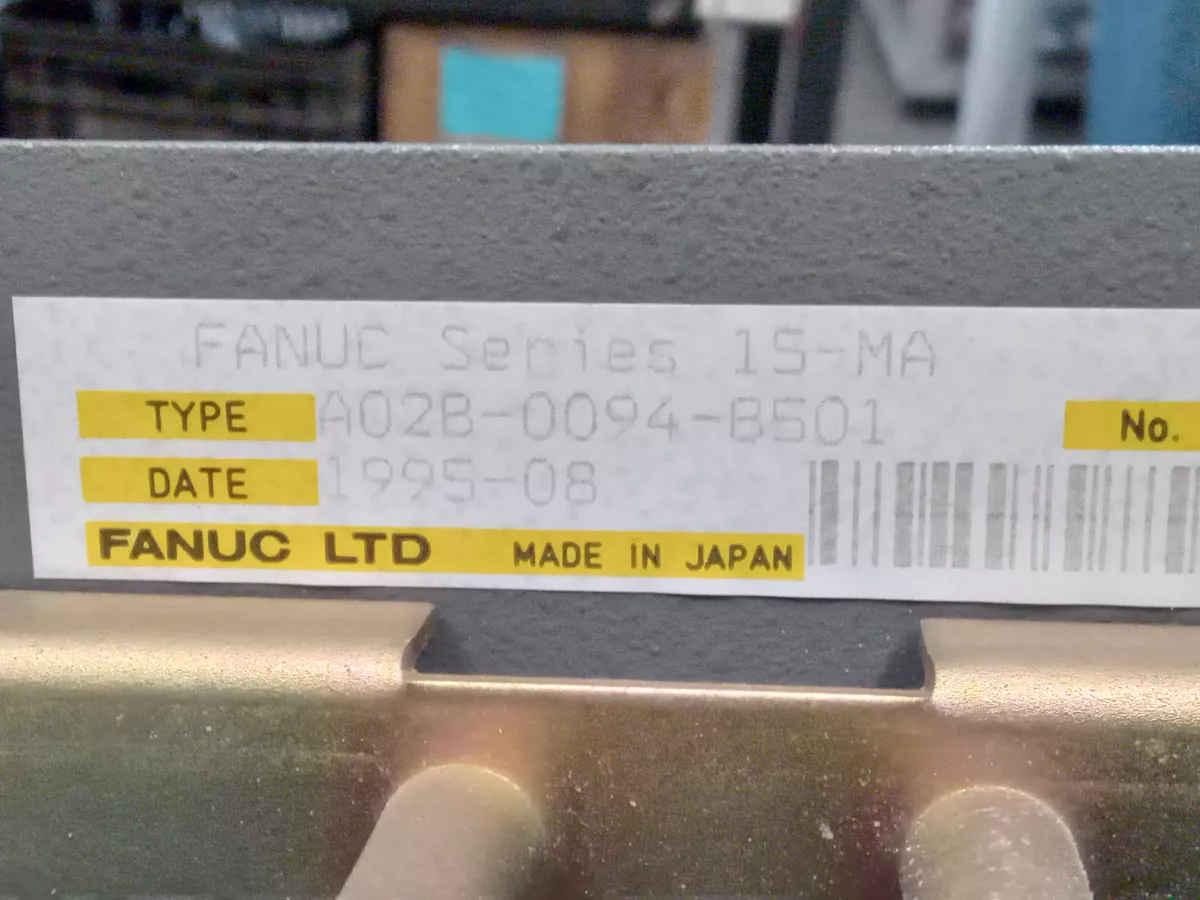 FANUC Series 15-MA
TYPE A02B-0094-B501 No.
DATE 1995-08
FANUC LTD MADE IN JAPAN